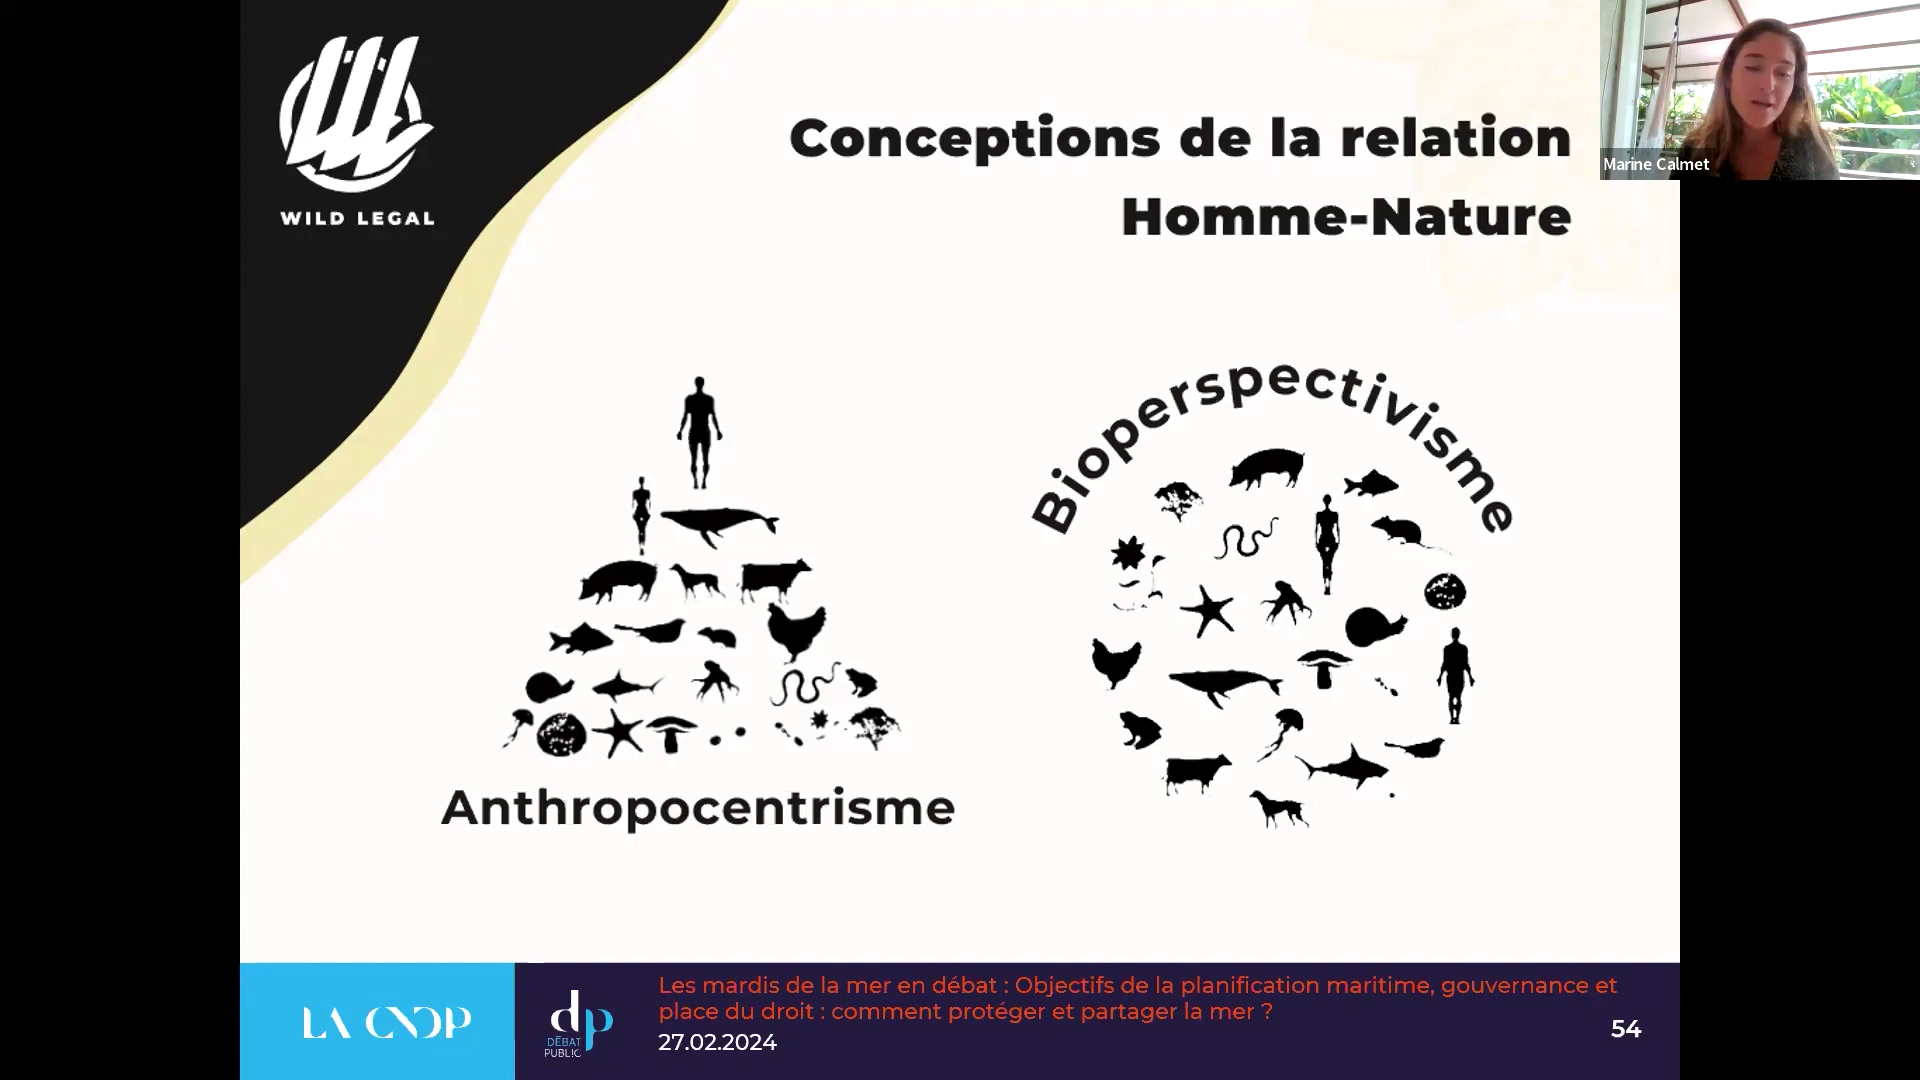 WILD LEGAL
Conceptions de la relation
Homme-Nature
Marine Calmet
Bioperspectivisme
Anthropocentrisme
LA CNDP
dp
DÉBAT
PUBLIC
Les mardis de la mer en débat : Objectifs de la planification maritime, gouvernance et
place du droit : comment protéger et partager la mer ?
27.02.2024
54